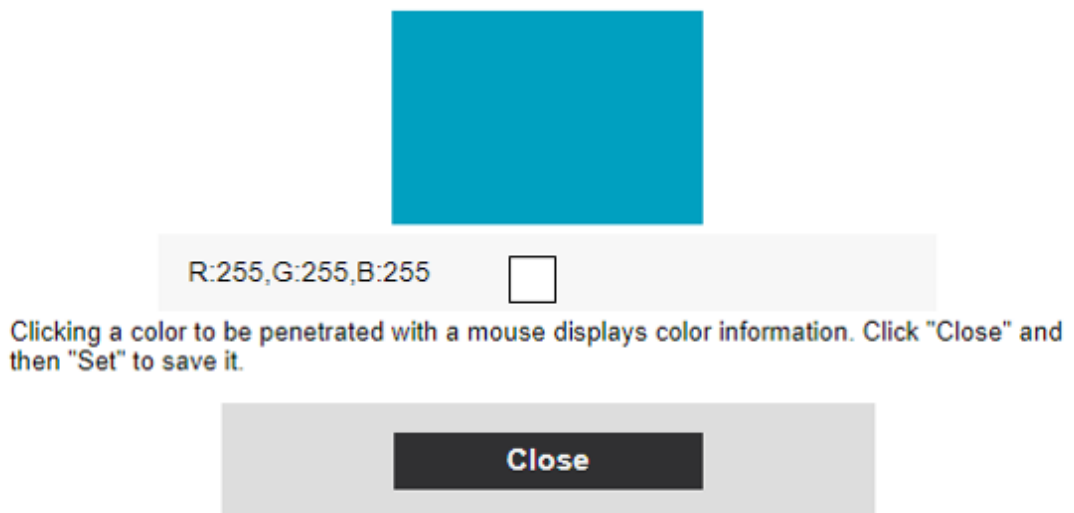 R:255,G:255,B:255
Clicking a color to be penetrated with a mouse displays color information. Click "Close" and
then "Set" to save it.
Close